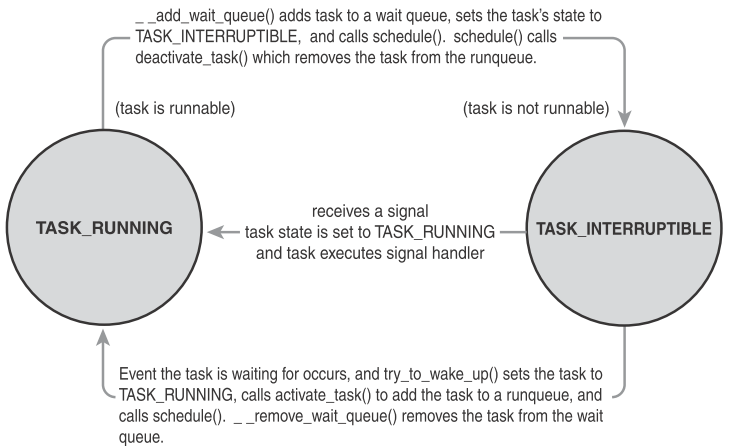 _ _add_wait_queue() adds task to a wait queue, sets the task's state to
TASK_INTERRUPTIBLE, and calls schedule(). schedule() calls
deactivate_task() which removes the task from the runqueue.
(task is runnable)
(task is not runnable)
TASK_RUNNING
receives a signal
task state is set to TASK_RUNNING
and task executes signal handler
TASK_INTERRUPTIBLE
Event the task is waiting for occurs, and try_to_wake_up() sets the task to
TASK_RUNNING, calls activate_task() to add the task to a runqueue, and
calls schedule(). _ _remove_wait_queue() removes the task from the wait
queue.